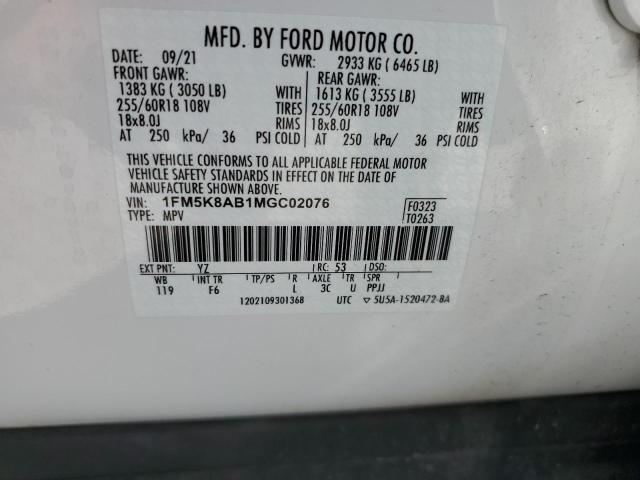 MFD. BY FORD MOTOR CO.
DATE: 09/21 GVWR: 2933 KG ( 6465 LB)
FRONT GAWR: REAR GAWR:
1383 KG ( 3050 LB) WITH 1613 KG ( 3555 LB) WITH
255/60R18 108V TIRES 255/60R18 108V TIRES
18x8.0J RIMS 18x8.0J RIMS
AT 250 kPa/ 36 PSI COLD AT 250 kPa/ 36 PSI COLD
THIS VEHICLE CONFORMS TO ALL APPLICABLE FEDERAL MOTOR
VEHICLE SAFETY STANDARDS IN EFFECT ON THE DATE OF
MANUFACTURE SHOWN ABOVE.
VIN: 1FM5K8AB1MGC02076 F0323
TYPE: MPV T0263
EXT PNT: YZ RC: 53 DSO:
WB INT TR TP/PS R AXLE TR SPR
119 F6 L 3C U PPJJ
1202109301368 UTC ▽ 5U5A-1520472-BA